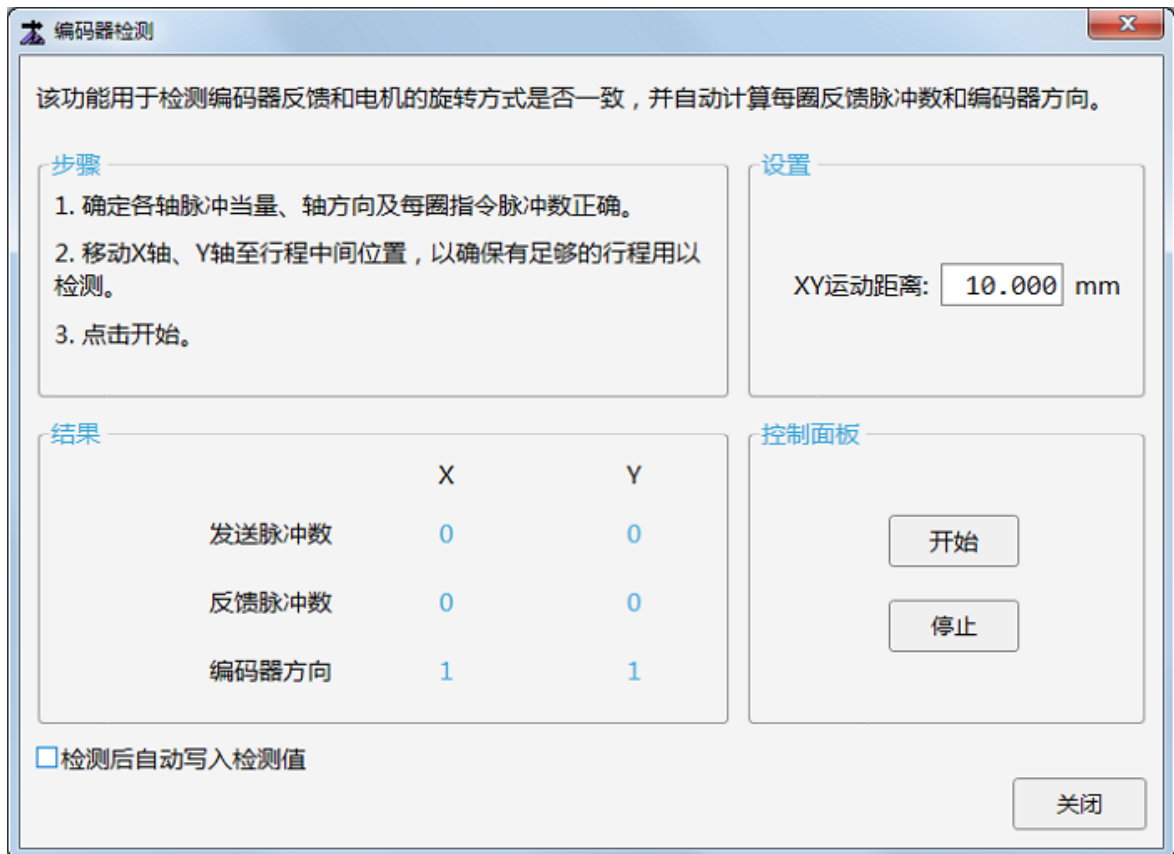 编码器检测
该功能用于检测编码器反馈和电机的旋转方式是否一致，并自动计算每圈反馈脉冲数和编码器方向。
步骤
1. 确定各轴脉冲当量、轴方向及每圈指令脉冲数正确。
2. 移动X轴、Y轴至行程中间位置，以确保有足够的行程用以
检测。
3. 点击开始。
设置
XY运动距离: 10.000 mm
结果
X Y
发送脉冲数 0 0
反馈脉冲数 0 0
编码器方向 1 1
控制面板
开始
停止
检测后自动写入检测值
关闭